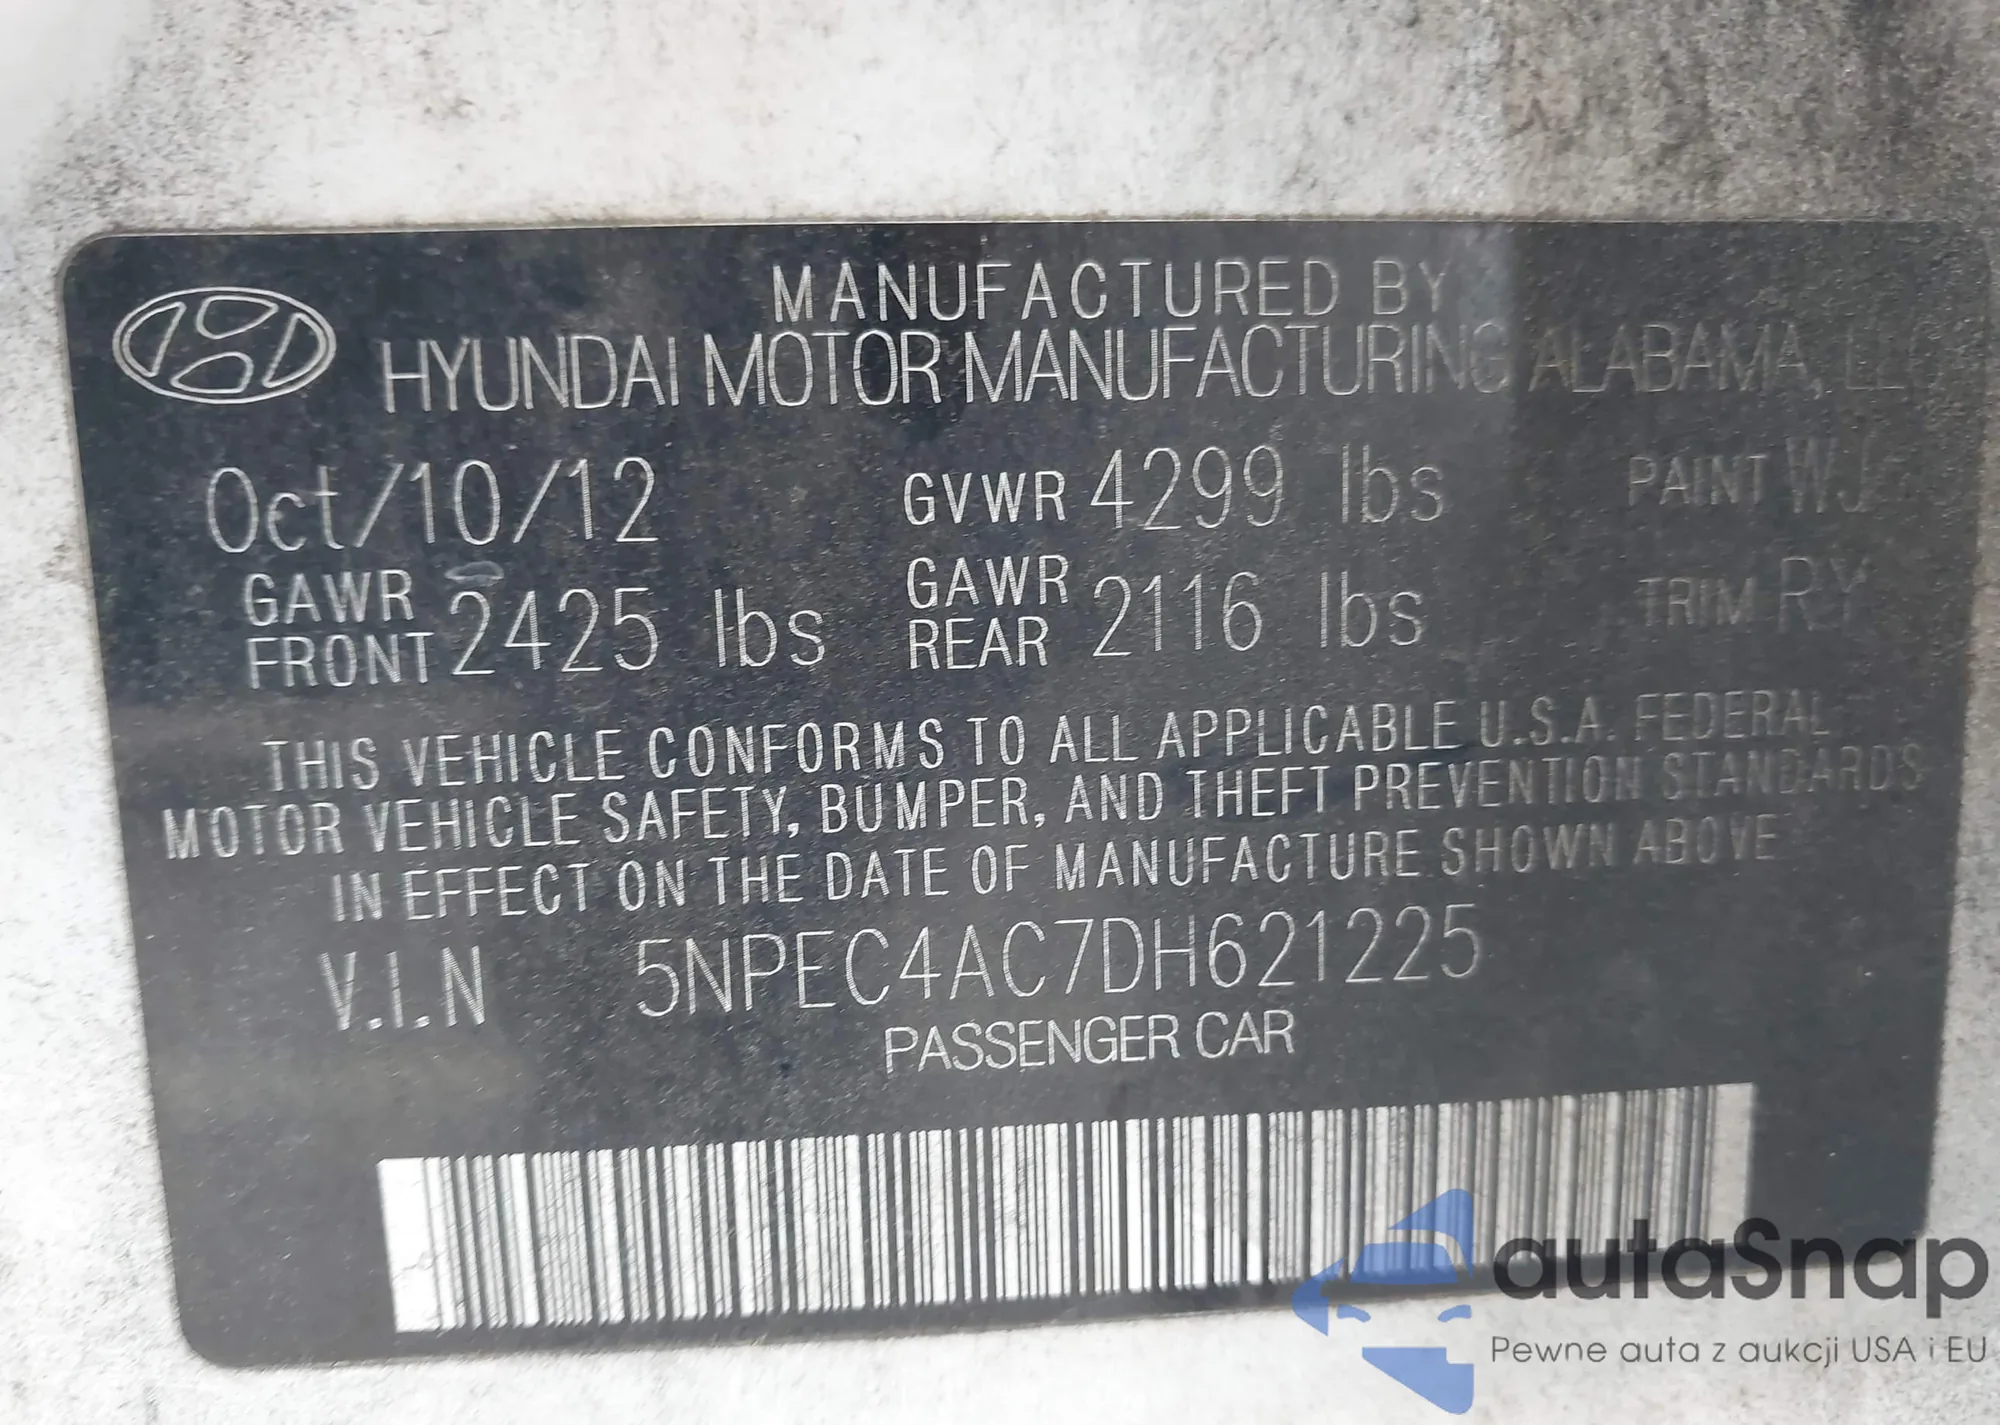 MANUFACTURED BY
HYUNDAI MOTOR MANUFACTURING ALABAMA, LLC
Oct/10/12 GVWR 4299 lbs PAINT WJ
GAWR FRONT 2425 lbs GAWR REAR 2116 lbs TRIM RY
THIS VEHICLE CONFORMS TO ALL APPLICABLE U.S.A. FEDERAL
MOTOR VEHICLE SAFETY, BUMPER, AND THEFT PREVENTION STANDARDS
IN EFFECT ON THE DATE OF MANUFACTURE SHOWN ABOVE
V.I.N 5NPEC4AC7DH621225
PASSENGER CAR
autaSnap
Pewne auta z aukcji USA i EU